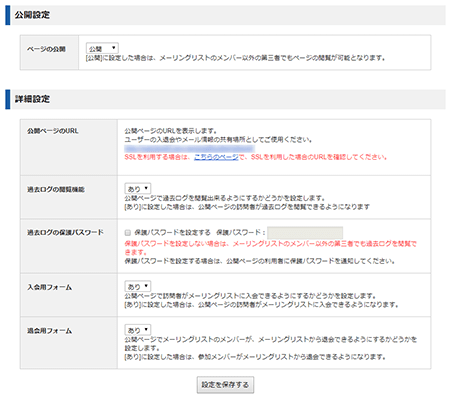 公開設定
ページの公開
公開
[公開]に設定した場合は、メーリングリストのメンバー以外の第三者でもページの閲覧が可能となります。
詳細設定
公開ページのURL
公開ページのURLを表示します。
ユーザーの入退会やメール情報の共有場所としてご使用ください。
SSLを利用する場合は、こちらのページで、SSLを利用した場合のURLを確認してください。
過去ログの閲覧機能
あり
公開ページで過去ログを閲覧出来るようにするかどうかを設定します。
[あり]に設定した場合は、公開ページの訪問者が過去ログを閲覧できるようになります
過去ログの保護パスワード
保護パスワードを設定する 保護パスワード：
保護パスワードを設定しない場合は、メーリングリストのメンバー以外の第三者でも過去ログを閲覧で
きます。
保護パスワードを設定する場合は、公開ページの利用者に保護パスワードを通知してください。
入会用フォーム
あり
公開ページで訪問者がメーリングリストに入会できるようにするかどうかを設定します。
[あり]に設定した場合は、公開ページの訪問者がメーリングリストに入会できるようになります。
退会用フォーム
あり
公開ページでメーリングリストのメンバーが、メーリングリストから退会できるようにするかどうかを
設定します。
[あり]に設定した場合は、参加メンバーがメーリングリストから退会できるようになります。
設定を保存する